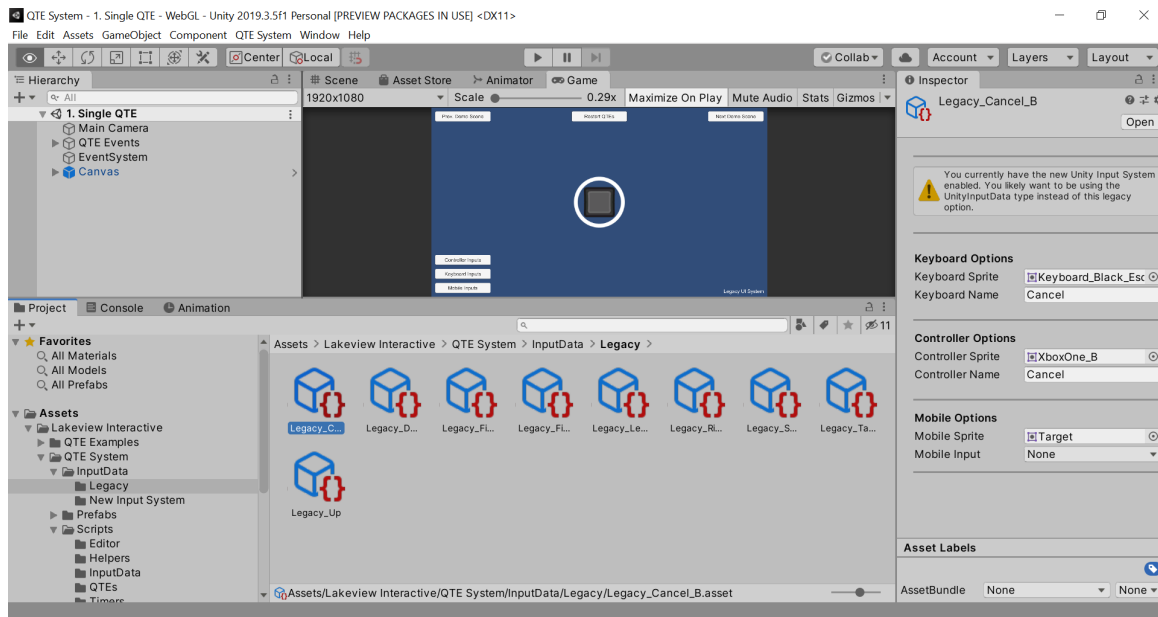 QTE System - 1. Single QTE - WebGL - Unity 2019.3.5f1 Personal [PREVIEW PACKAGES IN USE] <DX11>
File Edit Assets GameObject Component QTE System Window Help
Center Local Collab Account Layers Layout
Hierarchy
All
1. Single QTE
Main Camera
QTE Events
EventSystem
Canvas
Scene Asset Store Animator Game
1920x1080 Scale 0.29x Maximize On Play Mute Audio Stats Gizmos
Prev. Demo Scene Restart QTEs Next Demo Scene
Controller Inputs
Keyboard Inputs
Mobile Inputs
Legacy UI System
Inspector
Legacy_Cancel_B
Open
You currently have the new Unity Input System
enabled. You likely want to be using the
UnityInputData type instead of this legacy
option.
Keyboard Options
Keyboard Sprite Keyboard_Black_Esc
Keyboard Name Cancel
Controller Options
Controller Sprite XboxOne_B
Controller Name Cancel
Mobile Options
Mobile Sprite Target
Mobile Input None
Asset Labels
AssetBundle None None
Project Console Animation
11
Favorites
All Materials
All Models
All Prefabs
Assets
Lakeview Interactive
QTE Examples
QTE System
InputData
Legacy
New Input System
Prefabs
Scripts
Editor
Helpers
InputData
QTEs
Timers
Assets > Lakeview Interactive > QTE System > InputData > Legacy >
Legacy_C... Legacy_D... Legacy_Fi... Legacy_Fi... Legacy_Le... Legacy_Ri... Legacy_S... Legacy_Ta...
Legacy_Up
Assets/Lakeview Interactive/QTE System/InputData/Legacy/Legacy_Cancel_B.asset